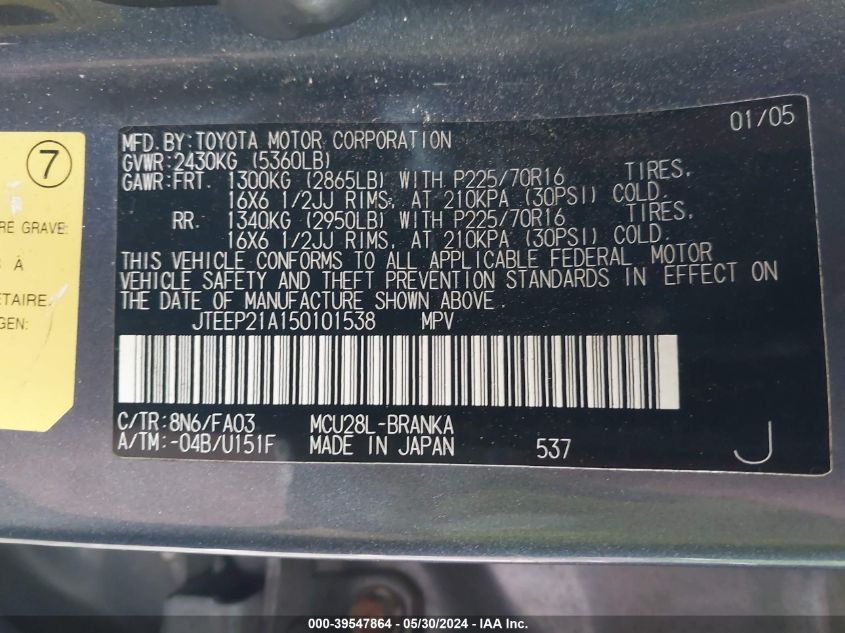 01/05
MFD. BY: TOYOTA MOTOR CORPORATION
GVWR: 2430KG (5360LB)
GAWR: FRT. 1300KG (2865LB) WITH P225/70R16 TIRES,
16X6 1/2JJ RIMS, AT 210KPA (30PSI) COLD.
RR. 1340KG (2950LB) WITH P225/70R16 TIRES,
16X6 1/2JJ RIMS, AT 210KPA (30PSI) COLD.
THIS VEHICLE CONFORMS TO ALL APPLICABLE FEDERAL MOTOR
VEHICLE SAFETY AND THEFT PREVENTION STANDARDS IN EFFECT ON
THE DATE OF MANUFACTURE SHOWN ABOVE.
JTEEP21A150101538 MPV
C/TR: 8N6/FA03 MCU28L-BRANKA
A/TM: -04B/U151F MADE IN JAPAN 537 J
7
RE GRAVE:
À
ETAIRE.
GEN:
000-39547864 - 05/30/2024 - IAA Inc.